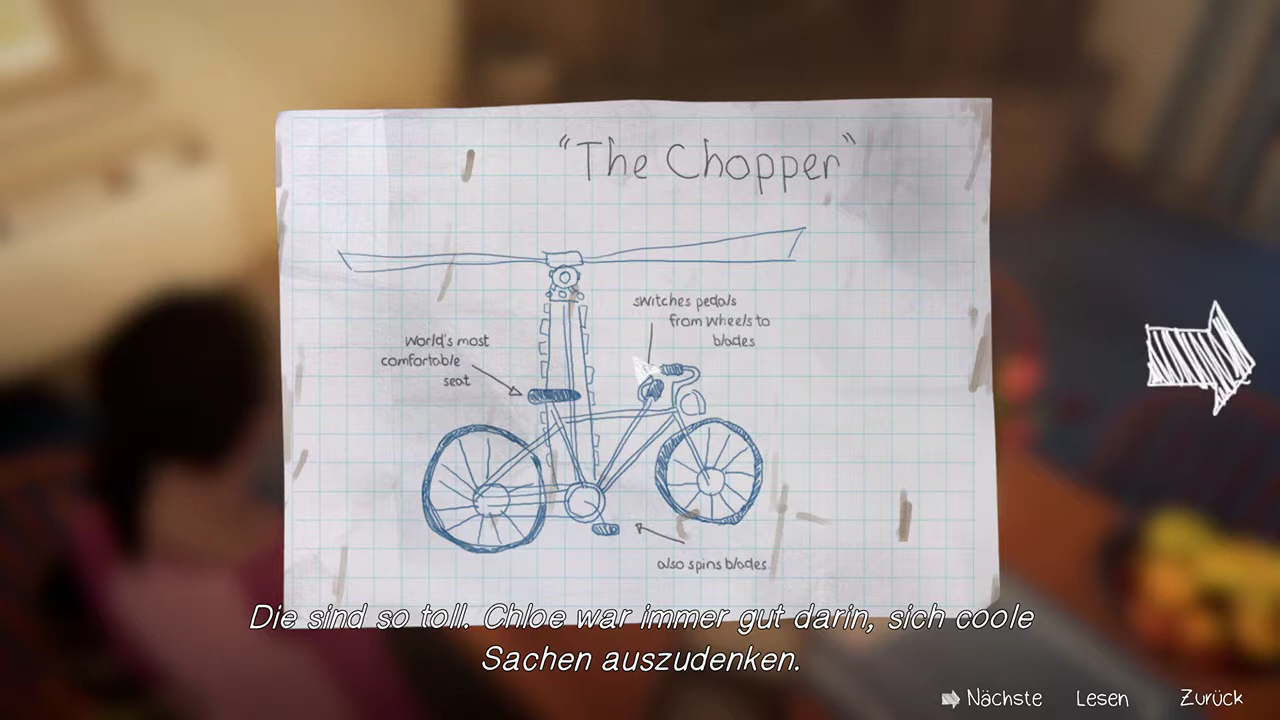 "The Chopper"
switches pedals
from wheels to
blades
World's most
comfortable
seat
also spins blades
Die sind so toll. Chloe war immer gut darin, sich coole
Sachen auszudenken.
Nächste Lesen Zurück